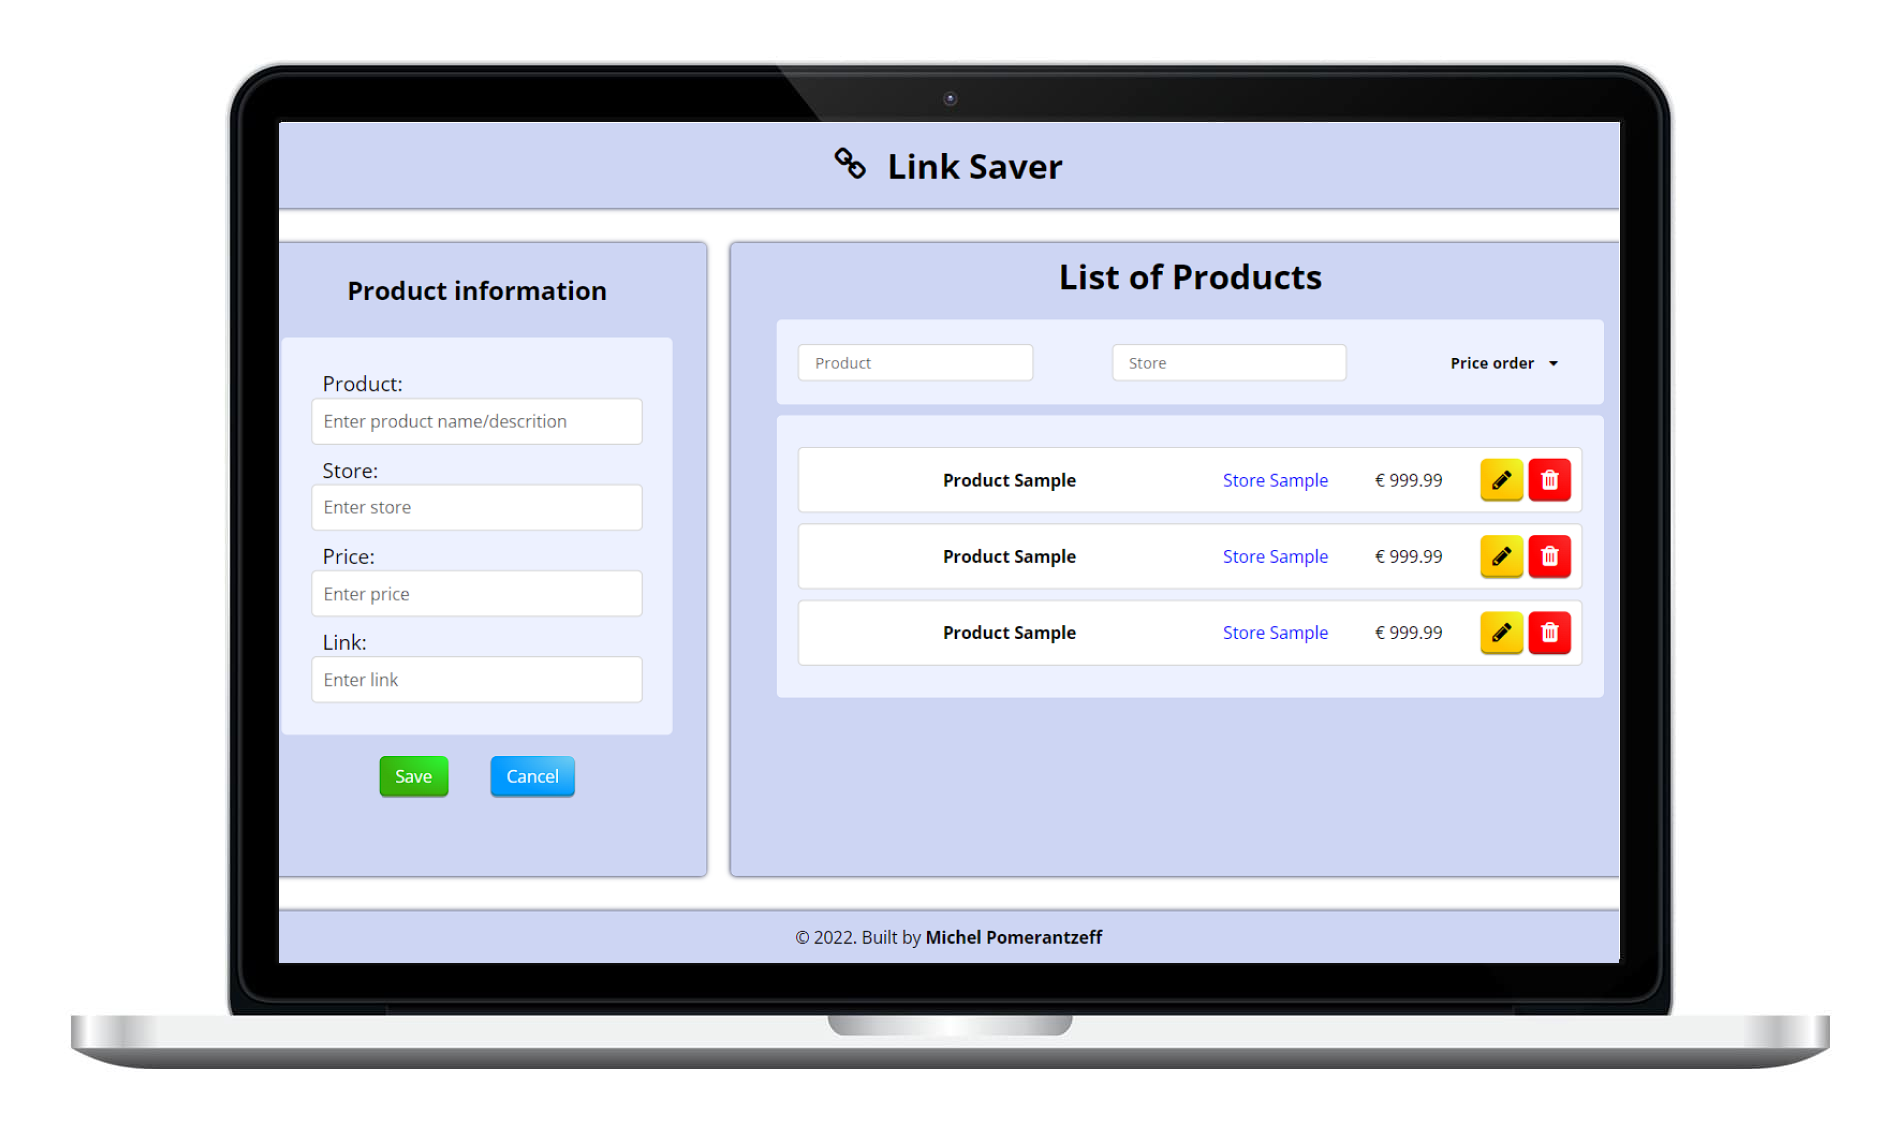 Link Saver
Product information
Product:
Enter product name/descrition
Store:
Enter store
Price:
Enter price
Link:
Enter link
Save Cancel
List of Products
Product Store Price order
Product Sample Store Sample € 999.99
Product Sample Store Sample € 999.99
Product Sample Store Sample € 999.99
© 2022. Built by Michel Pomerantzeff